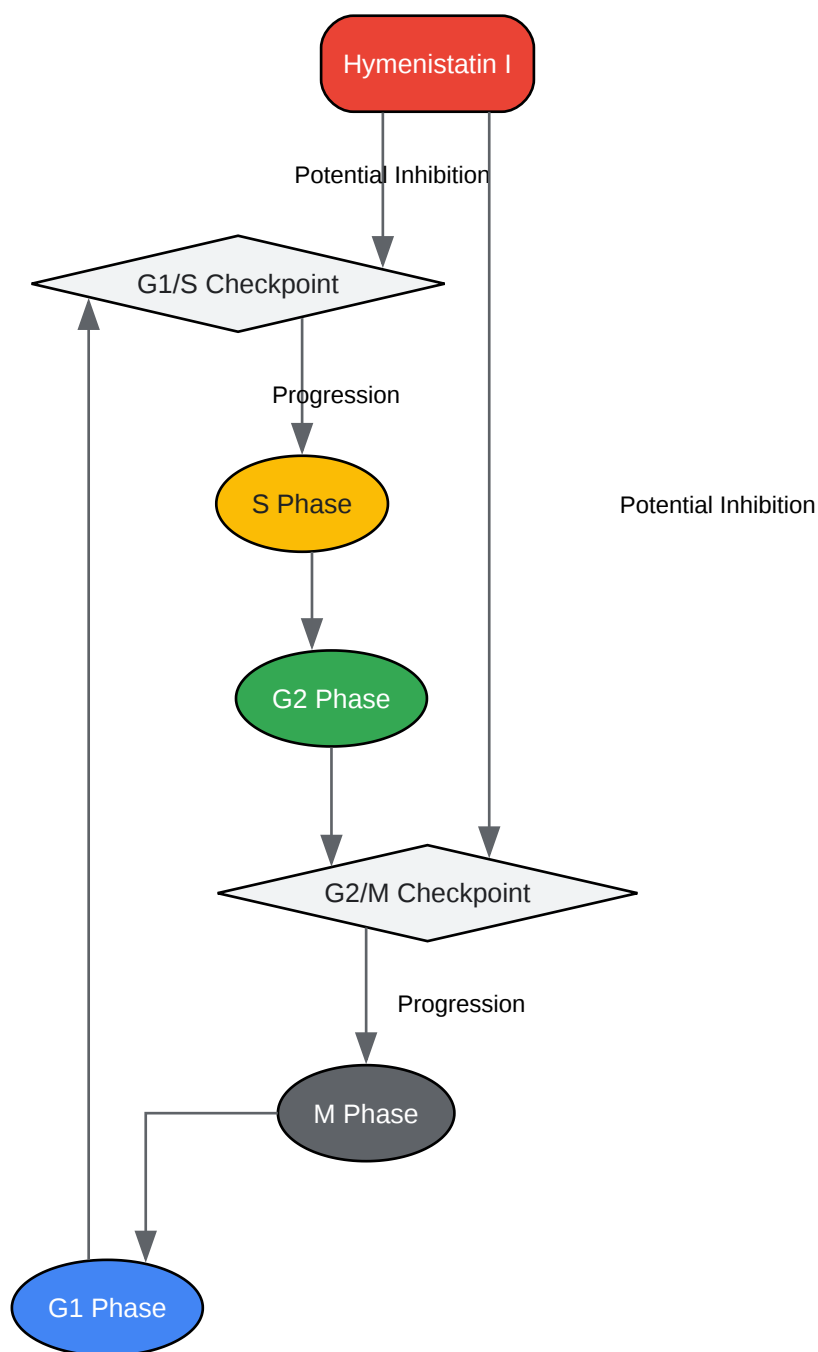 Hymenistatin I
Potential Inhibition
G1/S Checkpoint
Progression
S Phase
Potential Inhibition
G2 Phase
G2/M Checkpoint
Progression
M Phase
G1 Phase